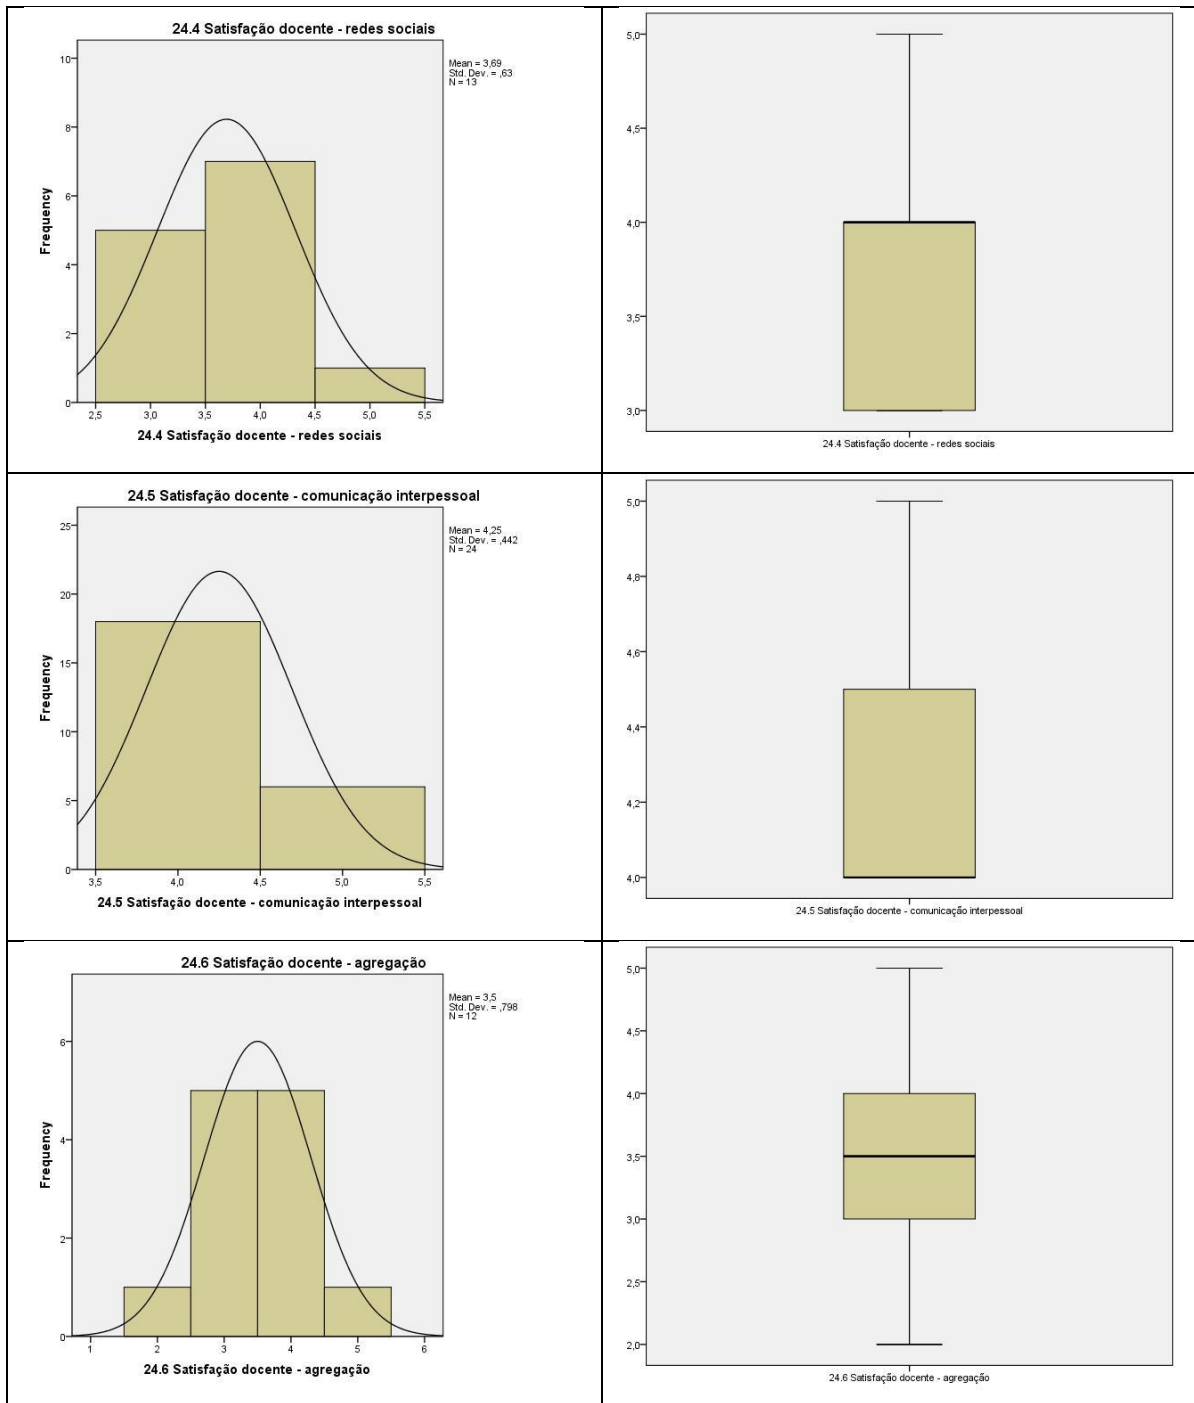 24.4 Satisfação docente - redes sociais
Mean = 3,69
Std. Dev. = ,63
N = 13
10
8
6
4
2
0
Frequency
2,5 3,0 3,5 4,0 4,5 5,0 5,5
24.4 Satisfação docente - redes sociais
5,0
4,5
4,0
3,5
3,0
24.4 Satisfação docente - redes sociais
24.5 Satisfação docente - comunicação interpessoal
Mean = 4,25
Std. Dev. = ,442
N = 24
25
20
15
10
5
0
Frequency
3,5 4,0 4,5 5,0 5,5
24.5 Satisfação docente - comunicação interpessoal
5,0
4,8
4,6
4,4
4,2
4,0
24.5 Satisfação docente - comunicação interpessoal
24.6 Satisfação docente - agregação
Mean = 3,5
Std. Dev. = ,798
N = 12
6
4
2
0
Frequency
1 2 3 4 5 6
24.6 Satisfação docente - agregação
5,0
4,5
4,0
3,5
3,0
2,5
2,0
24.6 Satisfação docente - agregação